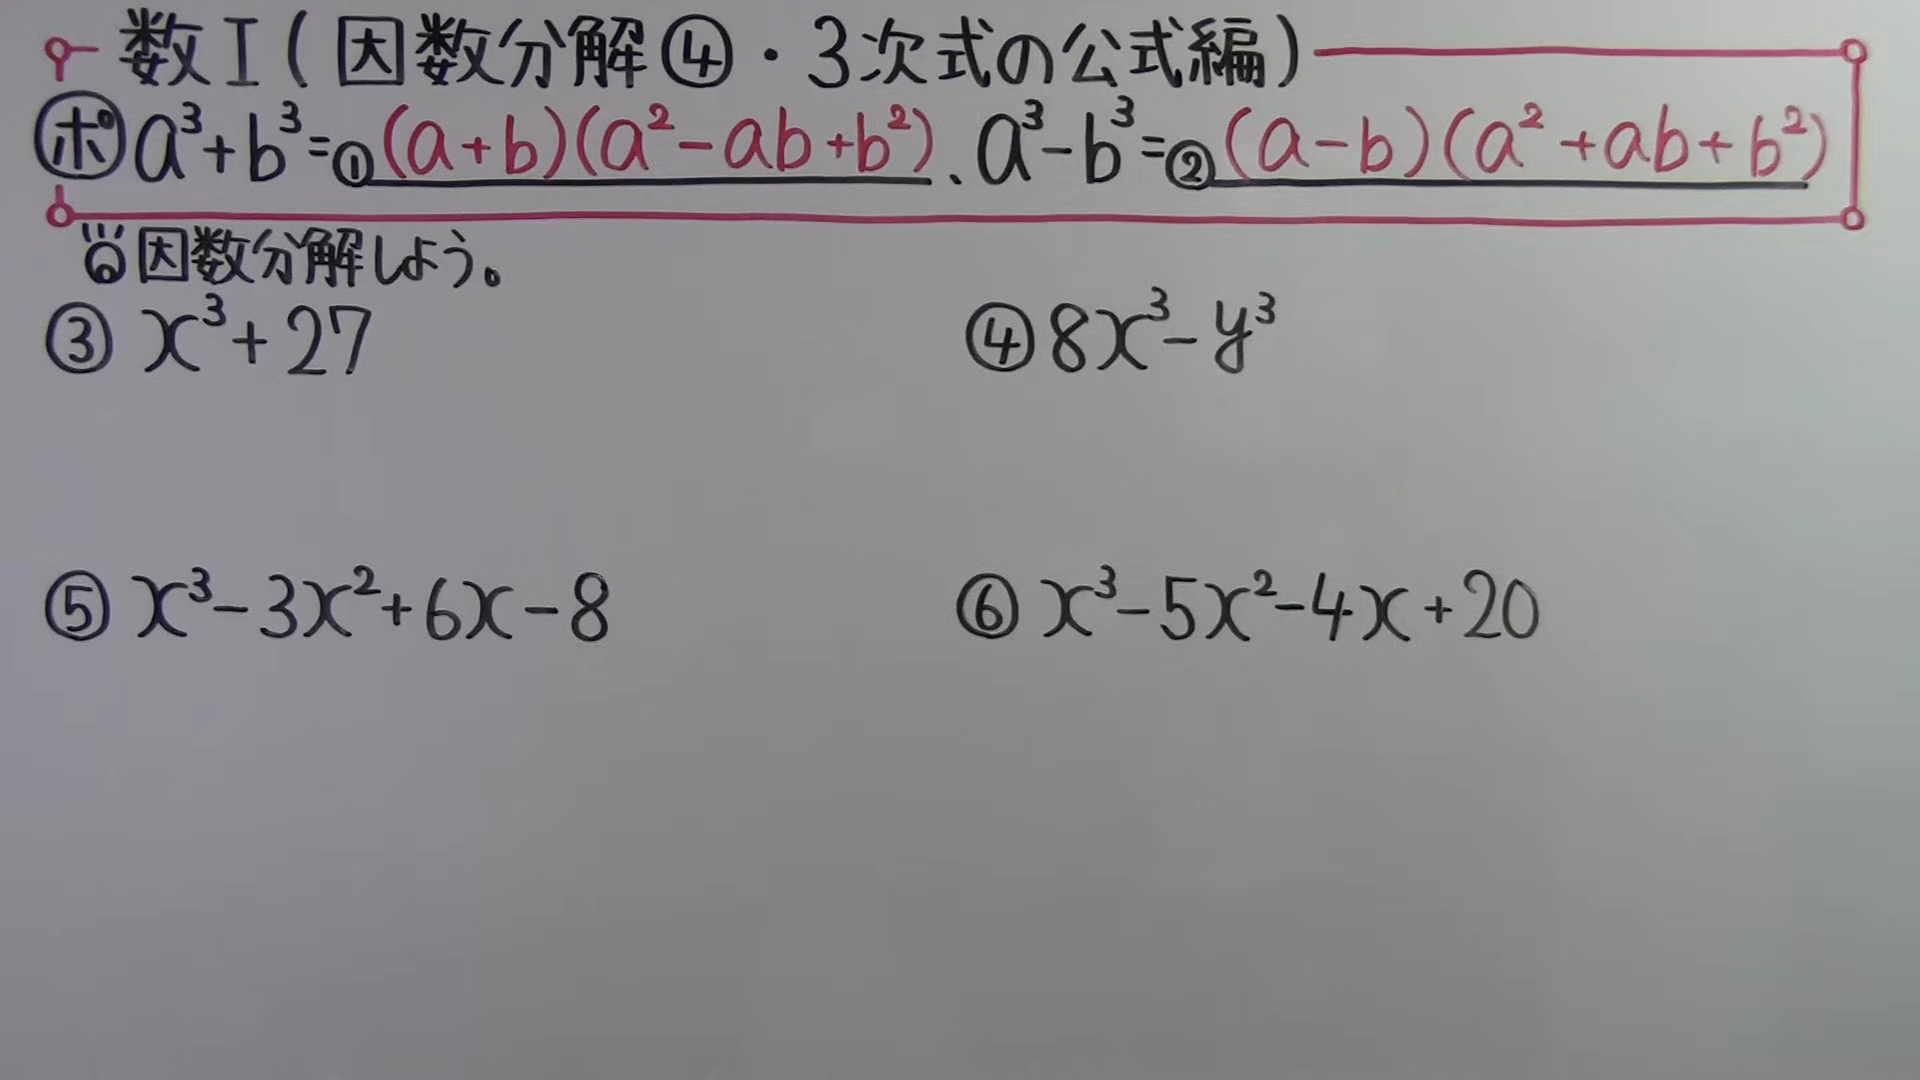 数Ⅰ(因数分解④・3次式の公式編)
ポ a³+b³=①(a+b)(a²-ab+b²)、a³-b³=②(a-b)(a²+ab+b²)
◎因数分解しよう。
③ x³+27 ④ 8x³-y³
⑤ x³-3x²+6x-8 ⑥ x³-5x²-4x+20